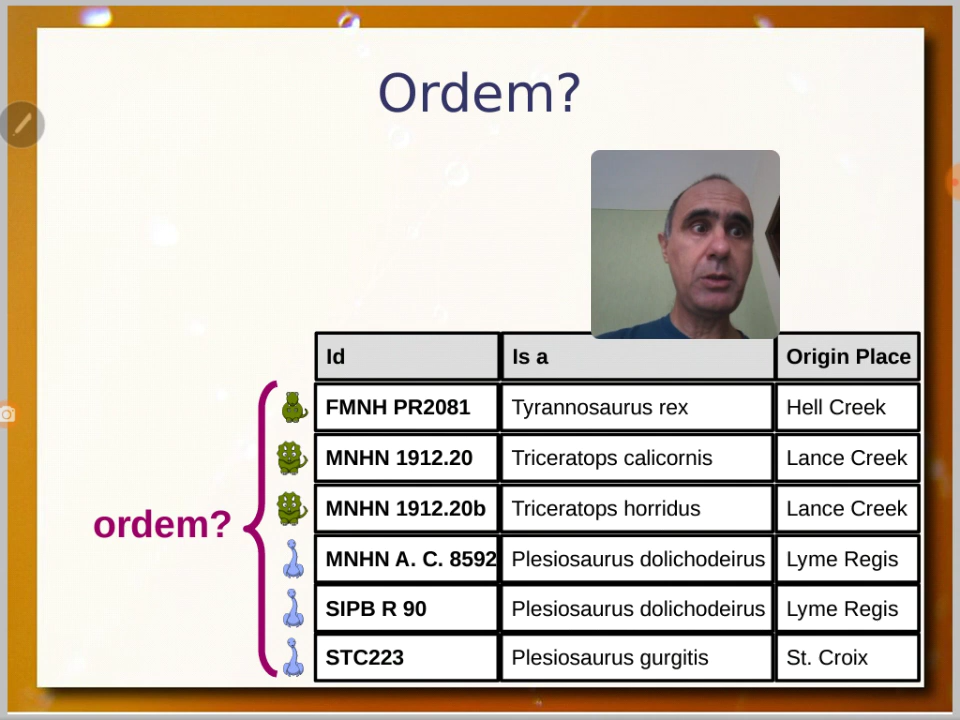 Ordem?
Id Is a Origin Place
FMNH PR2081 Tyrannosaurus rex Hell Creek
MNHN 1912.20 Triceratops calicornis Lance Creek
MNHN 1912.20b Triceratops horridus Lance Creek
ordem?
MNHN A. C. 8592 Plesiosaurus dolichodeirus Lyme Regis
SIPB R 90 Plesiosaurus dolichodeirus Lyme Regis
STC223 Plesiosaurus gurgitis St. Croix